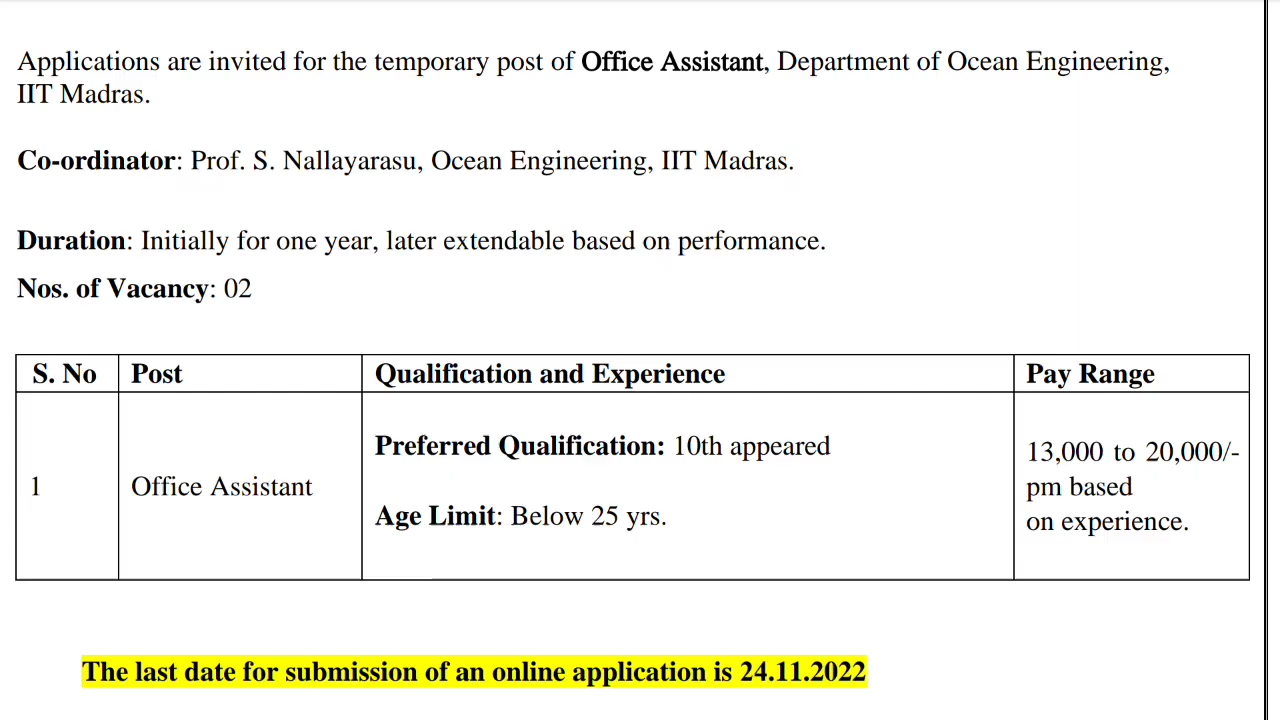 Applications are invited for the temporary post of Office Assistant, Department of Ocean Engineering,
IIT Madras.
Co-ordinator: Prof. S. Nallayarasu, Ocean Engineering, IIT Madras.
Duration: Initially for one year, later extendable based on performance.
Nos. of Vacancy: 02
S. No Post Qualification and Experience Pay Range
1 Office Assistant
Preferred Qualification: 10th appeared
Age Limit: Below 25 yrs.
13,000 to 20,000/-
pm based
on experience.
The last date for submission of an online application is 24.11.2022